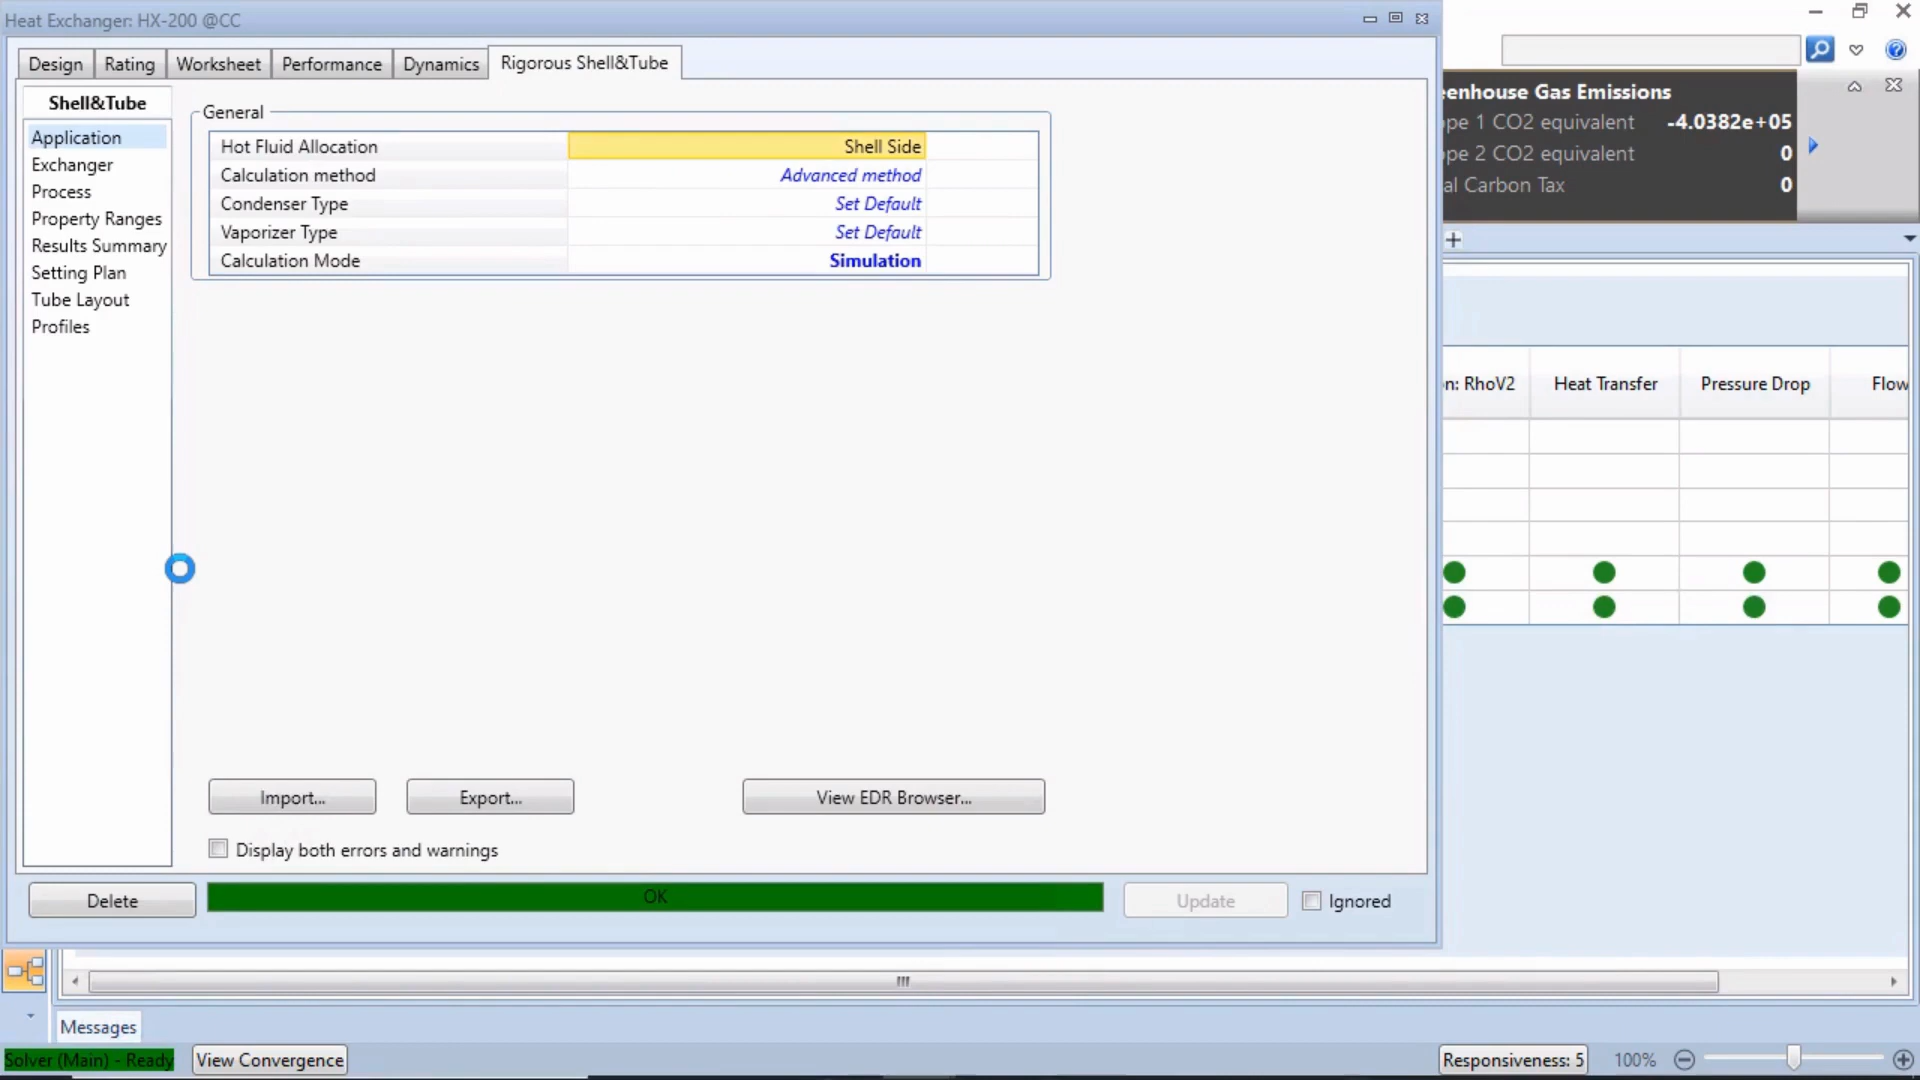 Heat Exchanger: HX-200 @CC
Design Rating Worksheet Performance Dynamics Rigorous Shell&Tube
Shell&Tube
Application
Exchanger
Process
Property Ranges
Results Summary
Setting Plan
Tube Layout
Profiles
General
Hot Fluid Allocation Shell Side
Calculation method Advanced method
Condenser Type Set Default
Vaporizer Type Set Default
Calculation Mode Simulation
Import... Export... View EDR Browser...
Display both errors and warnings
Delete OK Update Ignored
eenhouse Gas Emissions
pe 1 CO2 equivalent -4.0382e+05
pe 2 CO2 equivalent 0
al Carbon Tax 0
n: RhoV2 Heat Transfer Pressure Drop Flow
Messages
Solver (Main) - Ready View Convergence Responsiveness: 5 100%